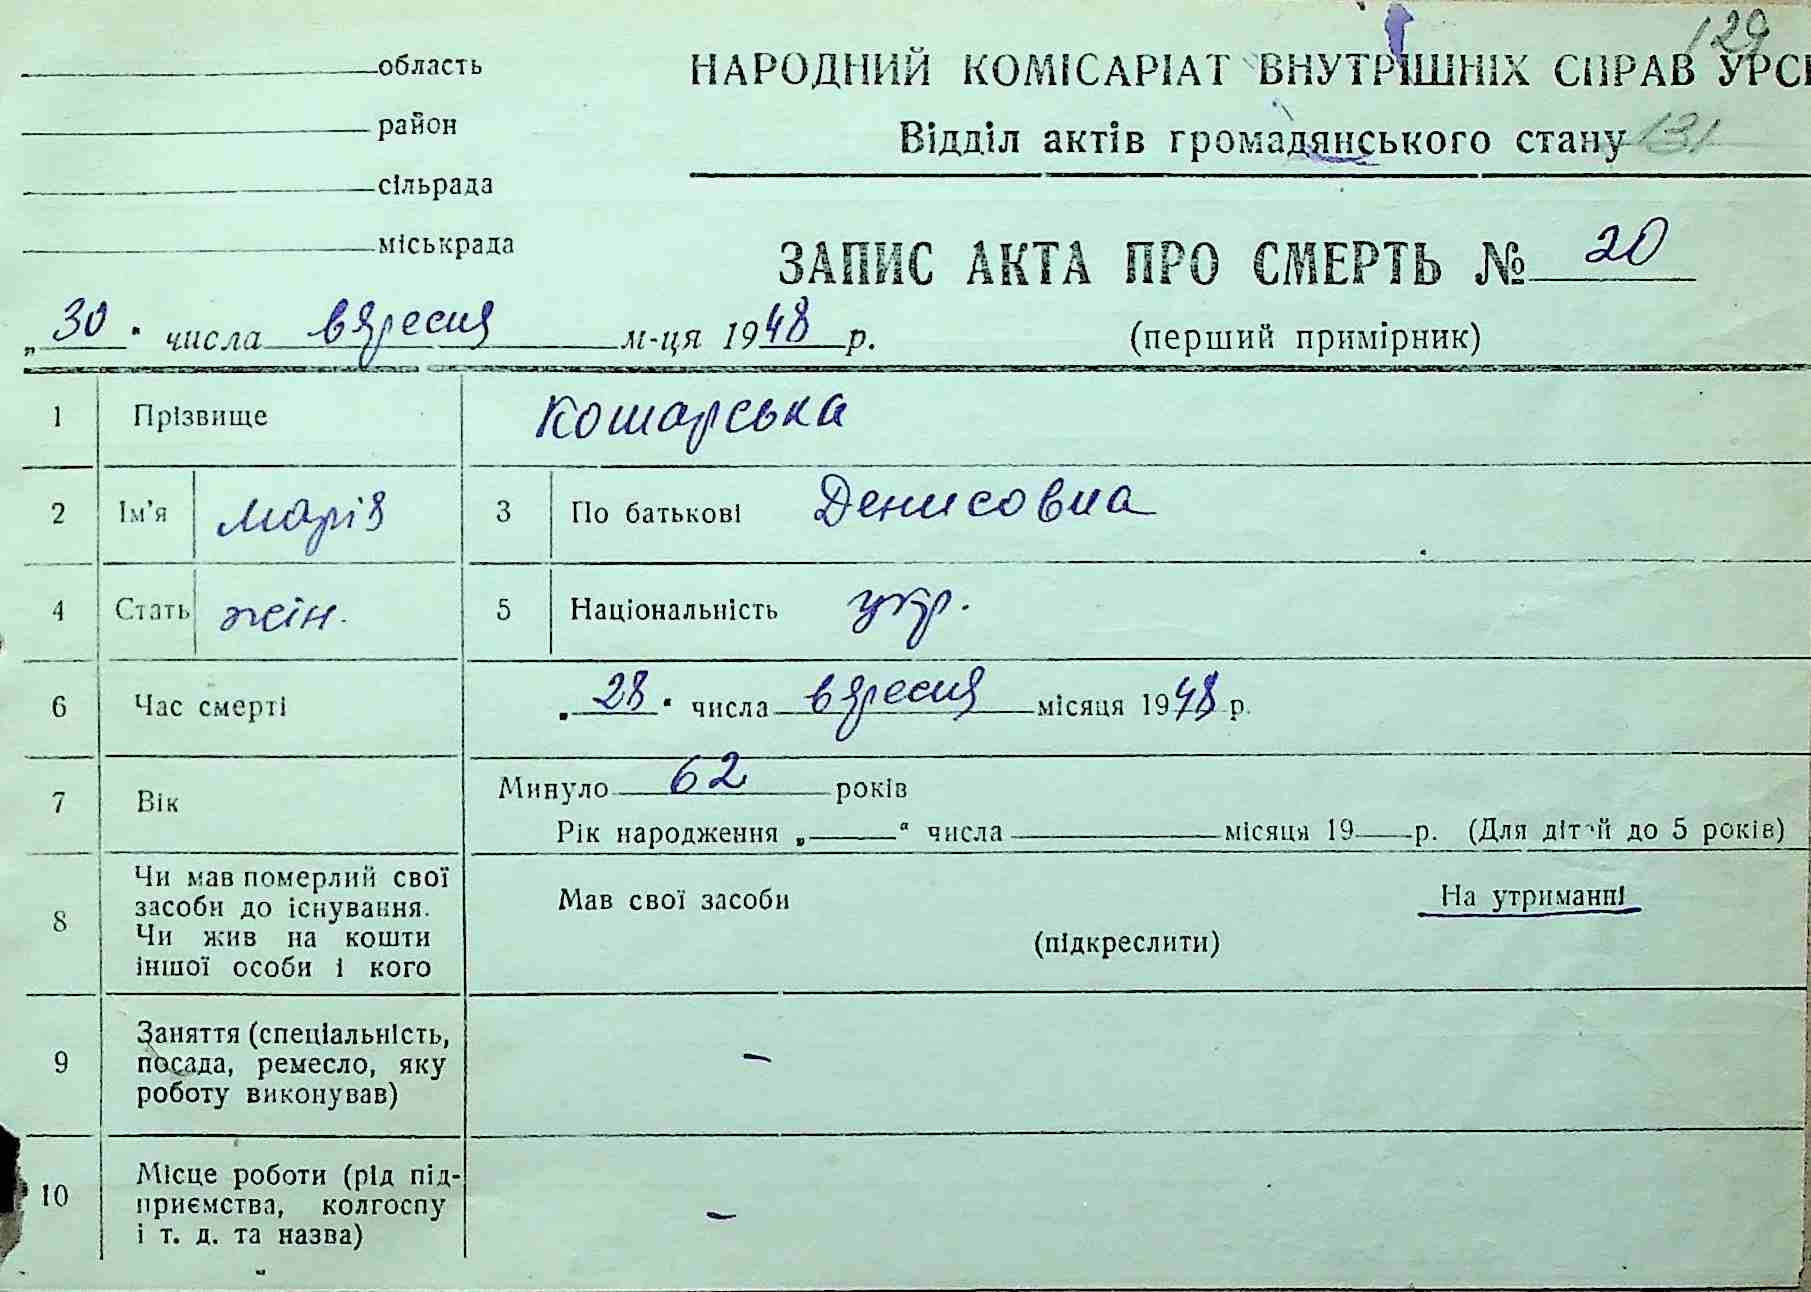 129
область
НАРОДНИЙ КОМІСАРІАТ ВНУТРІШНІХ СПРАВ УРСР
район
Відділ актів громадянського стану 131
сільрада
міськрада
ЗАПИС АКТА ПРО СМЕРТЬ № 20
„30" числа вяресня м-ця 1948 р.
(перший примірник)
1 Прізвище Кошарська
2 Ім'я Марія 3 По батькові Денисовна
4 Стать жін. 5 Національність укр.
6 Час смерті „28" числа вяресня місяця 1948 р.
7 Вік Минуло 62 років
Рік народження „ " числа місяця 19 р. (Для дітей до 5 років)
8 Чи мав померлий свої
засоби до існування.
Чи жив на кошти
іншої особи і кого
Мав свої засоби На утриманні
(підкреслити)
9 Заняття (спеціальність,
посада, ремесло, яку
роботу виконував)
–
10 Місце роботи (рід під-
приємства, колгоспу
і т. д. та назва)
–